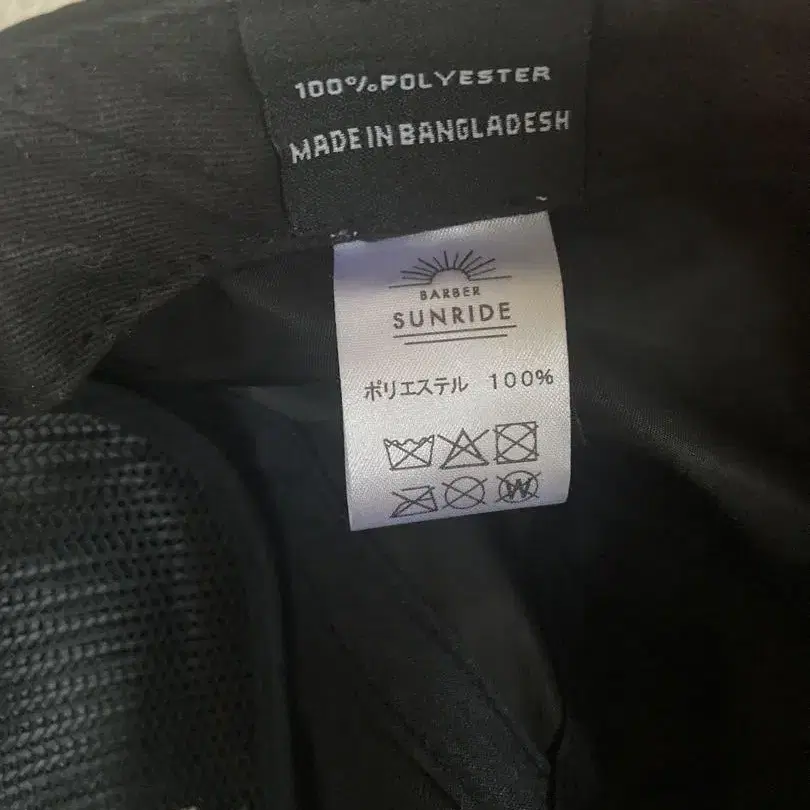 100%POLYESTER
MADE IN BANGLADESH
BARBER
SUNRIDE
ポリエステル 100%
W